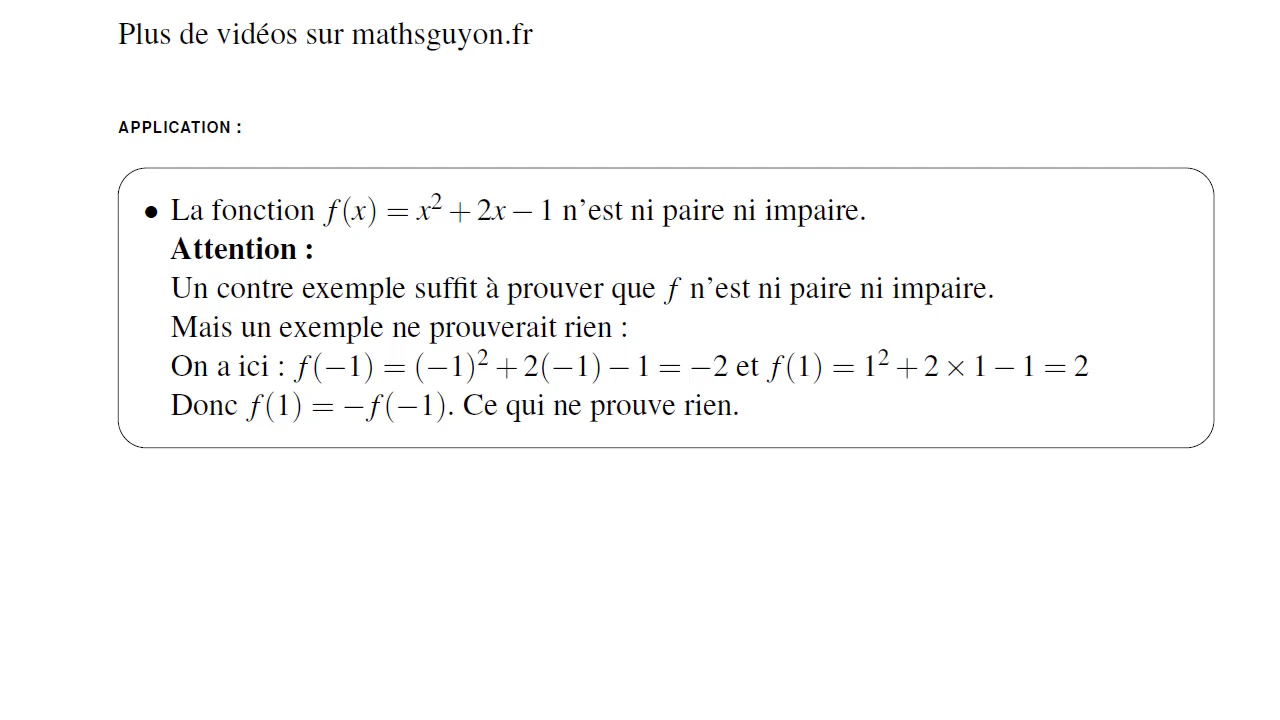 Plus de vidéos sur mathsguyon.fr
APPLICATION :
• La fonction f(x) = x² + 2x − 1 n’est ni paire ni impaire.
Attention :
Un contre exemple suffit à prouver que f n’est ni paire ni impaire.
Mais un exemple ne prouverait rien :
On a ici : f(−1) = (−1)² + 2(−1) − 1 = −2 et f(1) = 1² + 2 × 1 − 1 = 2
Donc f(1) = −f(−1). Ce qui ne prouve rien.